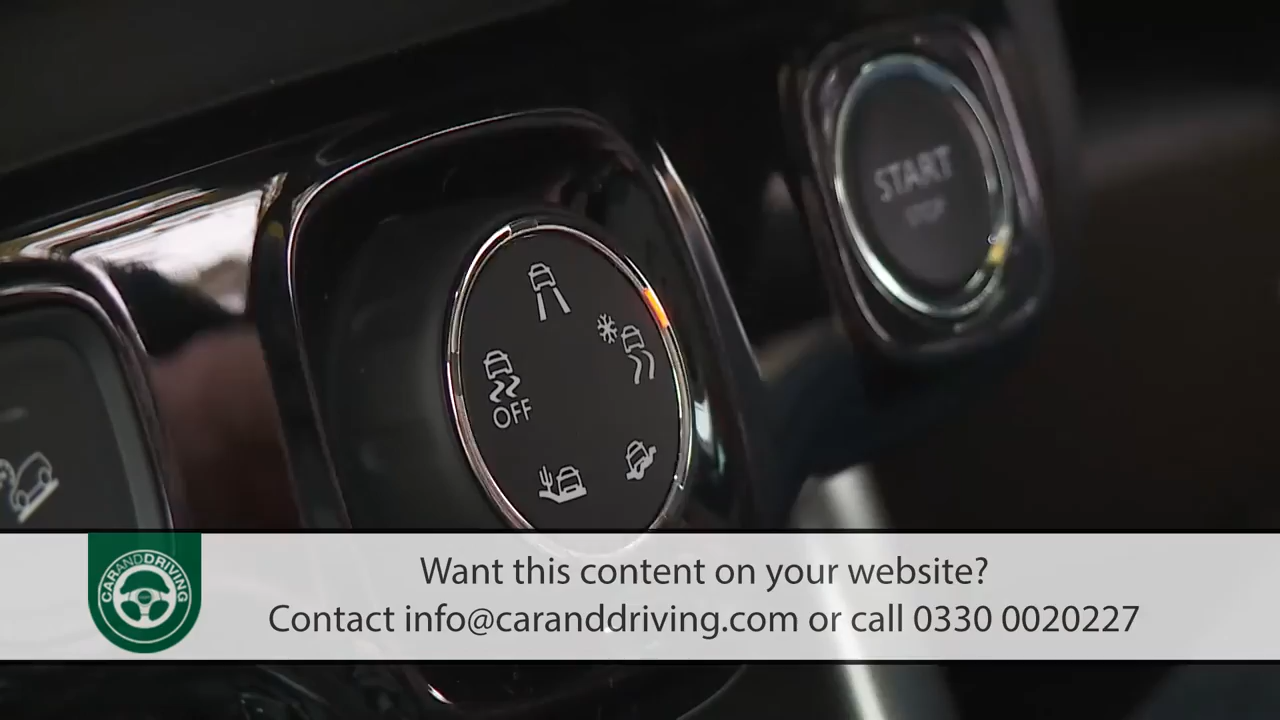 START
STOP
OFF
CARANDDRIVING
Want this content on your website?
Contact info@caranddriving.com or call 0330 0020227